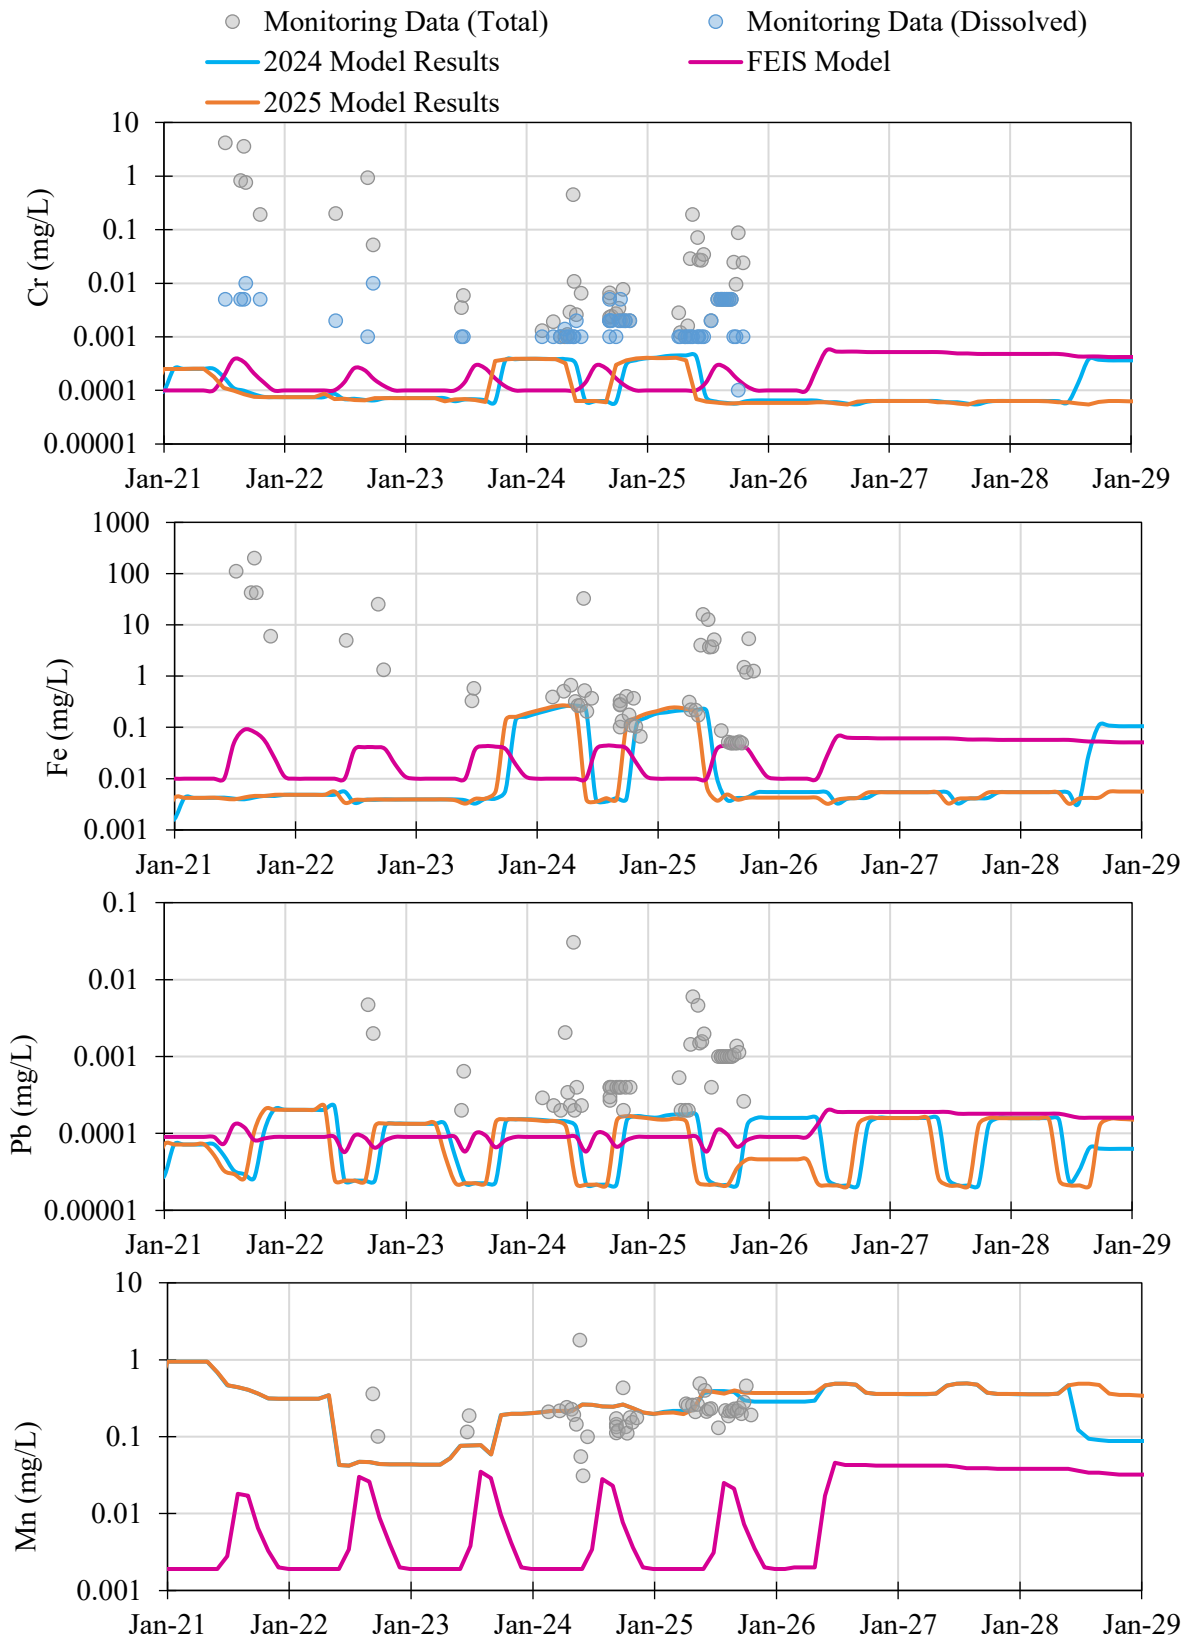 Monitoring Data (Total) Monitoring Data (Dissolved)
2024 Model Results FEIS Model
2025 Model Results
Cr (mg/L)
10
1
0.1
0.01
0.001
0.0001
0.00001
Jan-21 Jan-22 Jan-23 Jan-24 Jan-25 Jan-26 Jan-27 Jan-28 Jan-29
Fe (mg/L)
1000
100
10
1
0.1
0.01
0.001
Jan-21 Jan-22 Jan-23 Jan-24 Jan-25 Jan-26 Jan-27 Jan-28 Jan-29
Pb (mg/L)
0.1
0.01
0.001
0.0001
0.00001
Jan-21 Jan-22 Jan-23 Jan-24 Jan-25 Jan-26 Jan-27 Jan-28 Jan-29
Mn (mg/L)
10
1
0.1
0.01
0.001
Jan-21 Jan-22 Jan-23 Jan-24 Jan-25 Jan-26 Jan-27 Jan-28 Jan-29